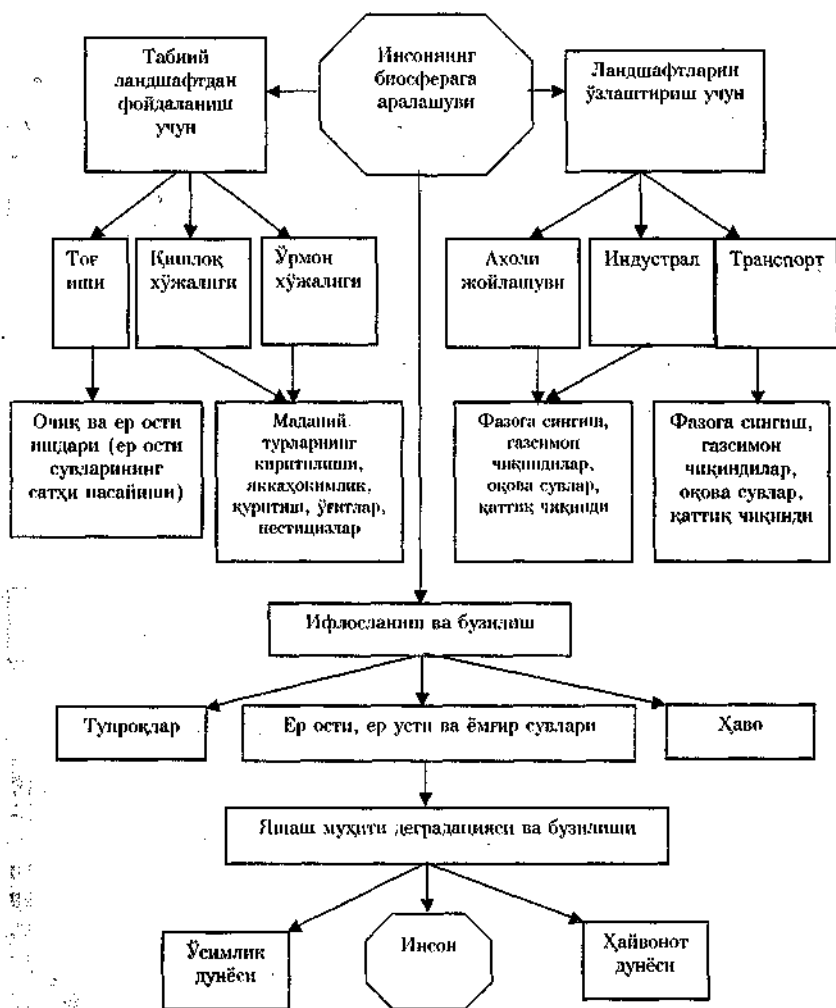 Табиий
ландшафтдан
фойдаланиш
учун
Инсоннинг
биосферага
аралашуви
Ландшафтларни
ўзлаштириш учун
Тоғ
иши
Қишлоқ
хўжалиги
Ўрмон
хўжалиги
Ахоли
жойлашуви
Индустрал
Транспорт
Очиқ ва ер ости
ишлари (ер ости
сувларининг
сатҳи пасайиши)
Маданий
турларнинг
киритилиши,
яккаҳокимлик,
қуритиш, ўғитлар,
пестицизлар
Фазога сингиш,
газсимон
чиқиндилар,
оқова сувлар,
қаттиқ чиқинди
Фазога сингиш,
газсимон
чиқиндилар,
оқова сувлар,
қаттиқ чиқинди
Ифлосланиш ва бузилиш
Тупроқлар
Ер ости, ер усти ва ёмғир сувлари
Ҳаво
Яшаш муҳити деградацияси ва бузилиши
Ўсимлик
дунёси
Инсон
Ҳайвонот
дунёси